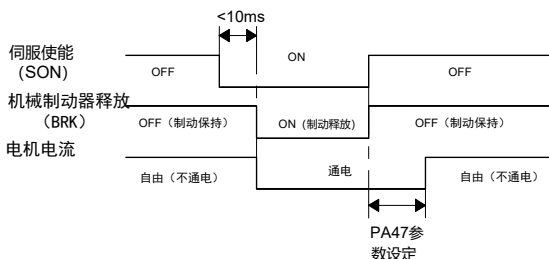 <10ms
伺服使能
(SON)
OFF
ON
OFF
机械制动器释放
(BRK)
OFF（制动保持）
ON (制动释放)
OFF（制动保持）
电机电流
自由（不通电）
通电
自由（不通电）
PA47参
数设定